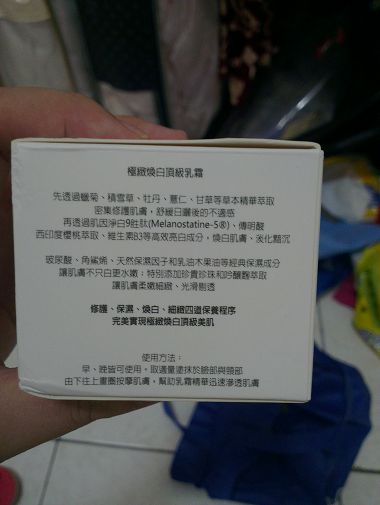 極緻煥白頂級乳霜
先透過蠟菊、積雪草、牡丹、薏仁、甘草等草本精華萃取
密集修護肌膚，舒緩日曬後的不適感
再透過肌因淨白9胜肽(Melanostatine-5®)、傳明酸
西印度櫻桃萃取、維生素B3等高效亮白成分，煥白肌膚、淡化黯沉
玻尿酸、角鯊烯、天然保濕因子和乳油木果油等經典保濕成分
讓肌膚不只白更水嫩；特別添加珍貴珍珠和吟釀麴萃取
讓肌膚柔嫩細緻、光滑剔透
修護、保濕、煥白、細緻四道保養程序
完美實現極緻煥白頂級美肌
使用方法：
早、晚皆可使用。取適量塗抹於臉部與頸部
由下往上畫圈按摩肌膚，幫助乳霜精華迅速滲透肌膚